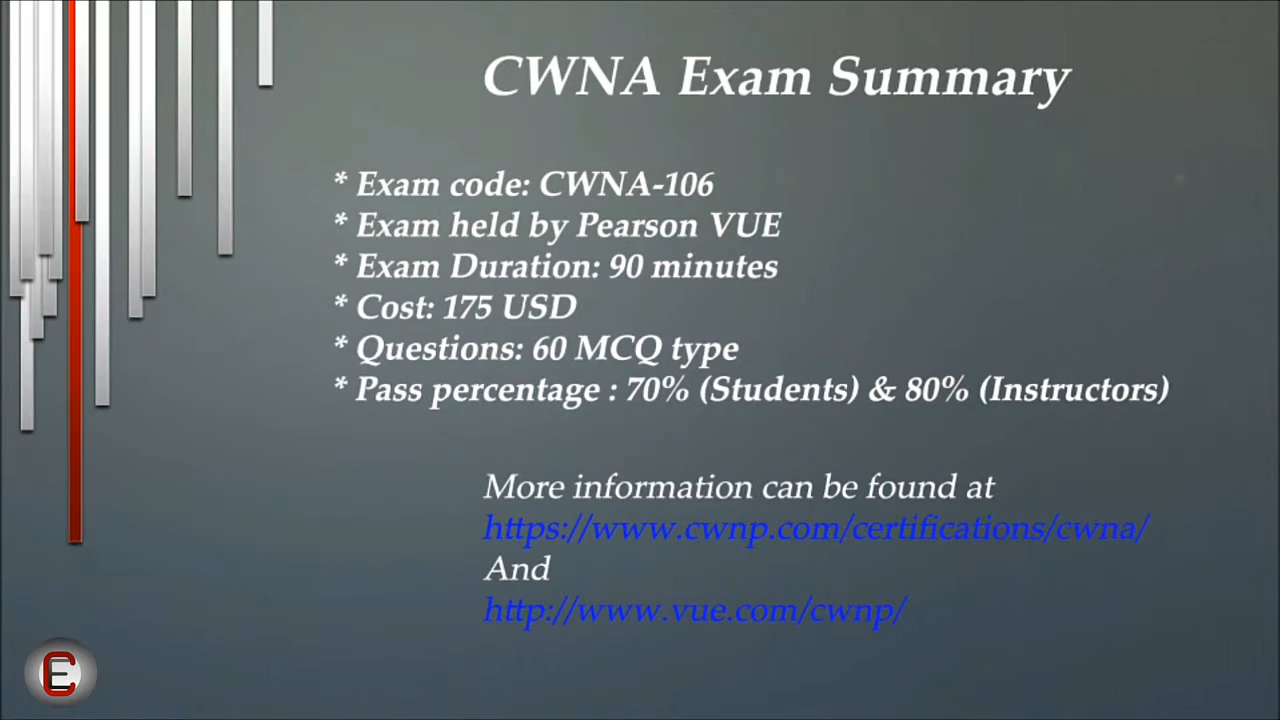 CWNA Exam Summary
* Exam code: CWNA-106
* Exam held by Pearson VUE
* Exam Duration: 90 minutes
* Cost: 175 USD
* Questions: 60 MCQ type
* Pass percentage : 70% (Students) & 80% (Instructors)
More information can be found at
https://www.cwnp.com/certifications/cwna/
And
http://www.vue.com/cwnp/
CE